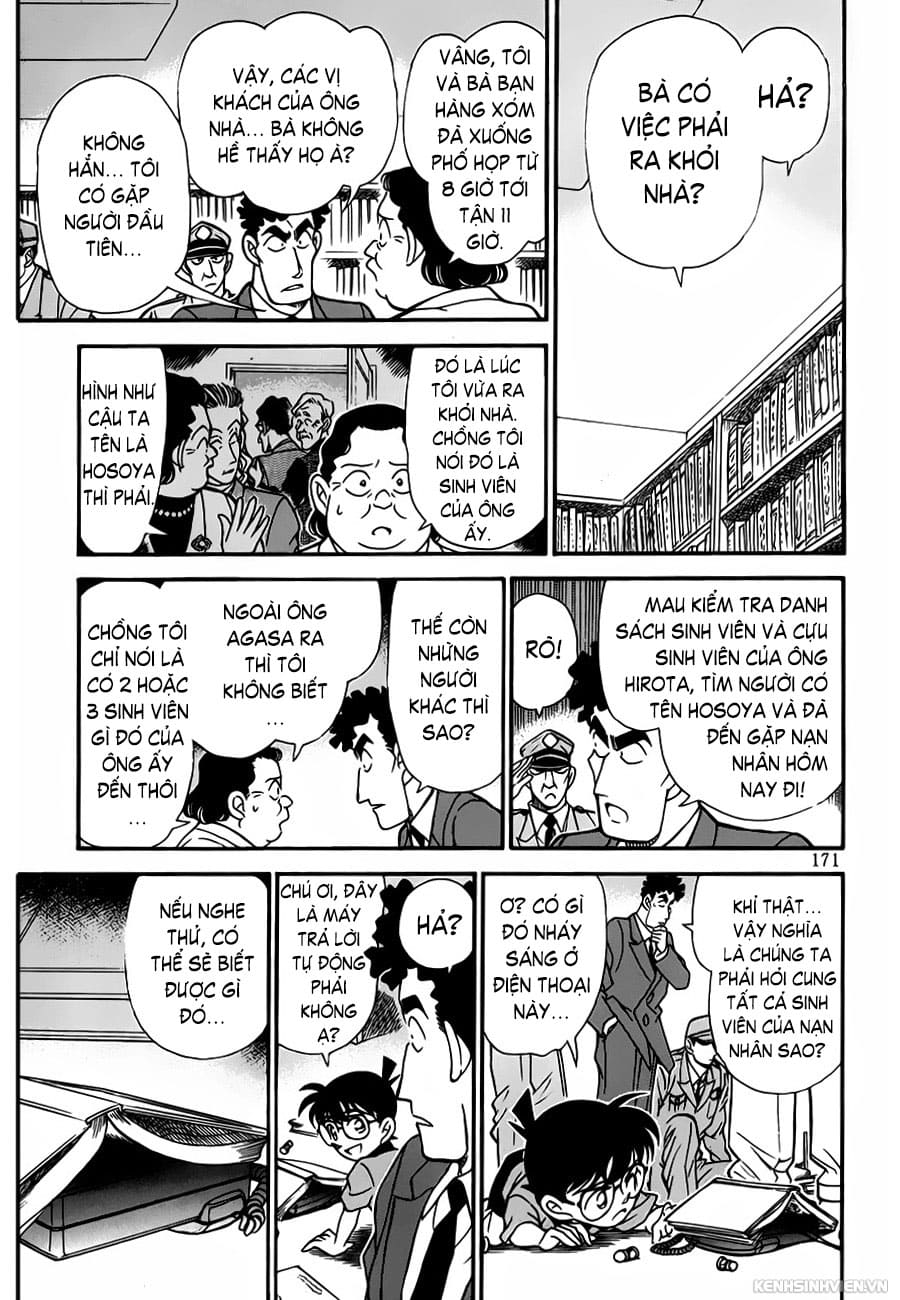 HẢ?
BÀ CÓ
VIỆC PHẢI
RA KHỎI
NHÀ?
VÂNG, TÔI
VÀ BÀ BẠN
HÀNG XÓM
ĐÃ XUỐNG
PHỐ HỌP TỪ
8 GIỜ TỚI
TẬN 11
GIỜ.
VẬY, CÁC VỊ
KHÁCH CỦA ÔNG
NHÀ... BÀ KHÔNG
HỀ THẤY HỌ À?
KHÔNG
HẲN... TÔI
CÓ GẶP
NGƯỜI ĐẦU
TIÊN...
ĐÓ LÀ LÚC
TÔI VỪA RA
KHỎI NHÀ.
CHỒNG TÔI
NÓI ĐÓ LÀ
SINH VIÊN
CỦA ÔNG
ẤY.
HÌNH NHƯ
CẬU TA
TÊN LÀ
HOSOYA
THÌ PHẢI.
MAU KIỂM TRA DANH
SÁCH SINH VIÊN VÀ CỰU
SINH VIÊN CỦA ÔNG
HIROTA, TÌM NGƯỜI CÓ
TÊN HOSOYA VÀ ĐÃ
ĐẾN GẶP NẠN
NHÂN HÔM
NAY ĐI!
RÕ!
THẾ CÒN
NHỮNG
NGƯỜI
KHÁC THÌ
SAO?
NGOÀI ÔNG
AGASA RA
THÌ TÔI
KHÔNG BIẾT
...
CHỒNG TÔI
CHỈ NÓI LÀ
CÓ 2 HOẶC
3 SINH VIÊN
GÌ ĐÓ CỦA
ÔNG ẤY
ĐẾN THÔI
...
171
KHỈ THẬT...
VẬY NGHĨA
LÀ CHÚNG TA
PHẢI HỎI CUNG
TẤT CẢ SINH
VIÊN CỦA NẠN
NHÂN SAO?
Ơ? CÓ GÌ
ĐÓ NHÁY
SÁNG Ở
ĐIỆN THOẠI
NÀY...
HẢ?
CHÚ ƠI, ĐÂY
LÀ MÁY
TRẢ LỜI
TỰ ĐỘNG
PHẢI
KHÔNG
Ạ?
NẾU NGHE
THỬ, CÓ
THỂ SẼ BIẾT
ĐƯỢC GÌ
ĐÓ...
KENHSINHVIEN.VN